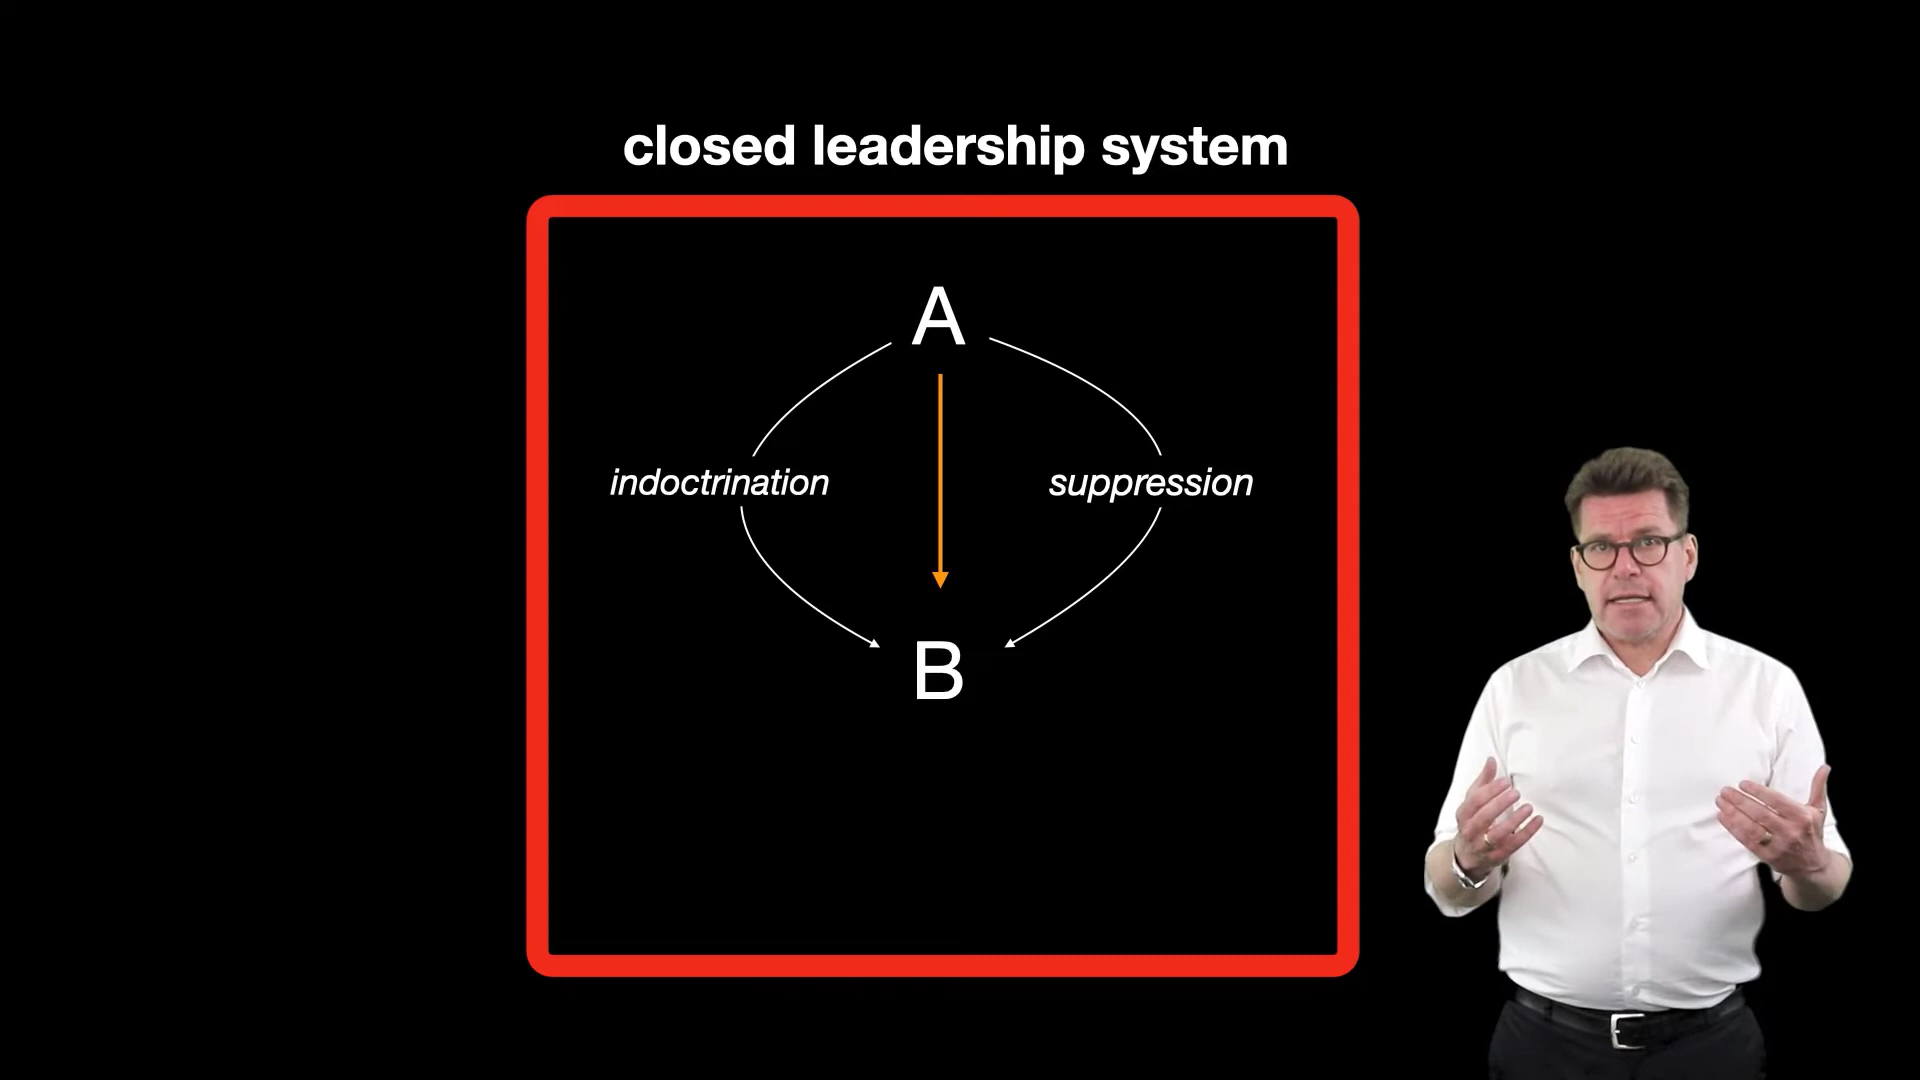 closed leadership system
A
indoctrination
suppression
B